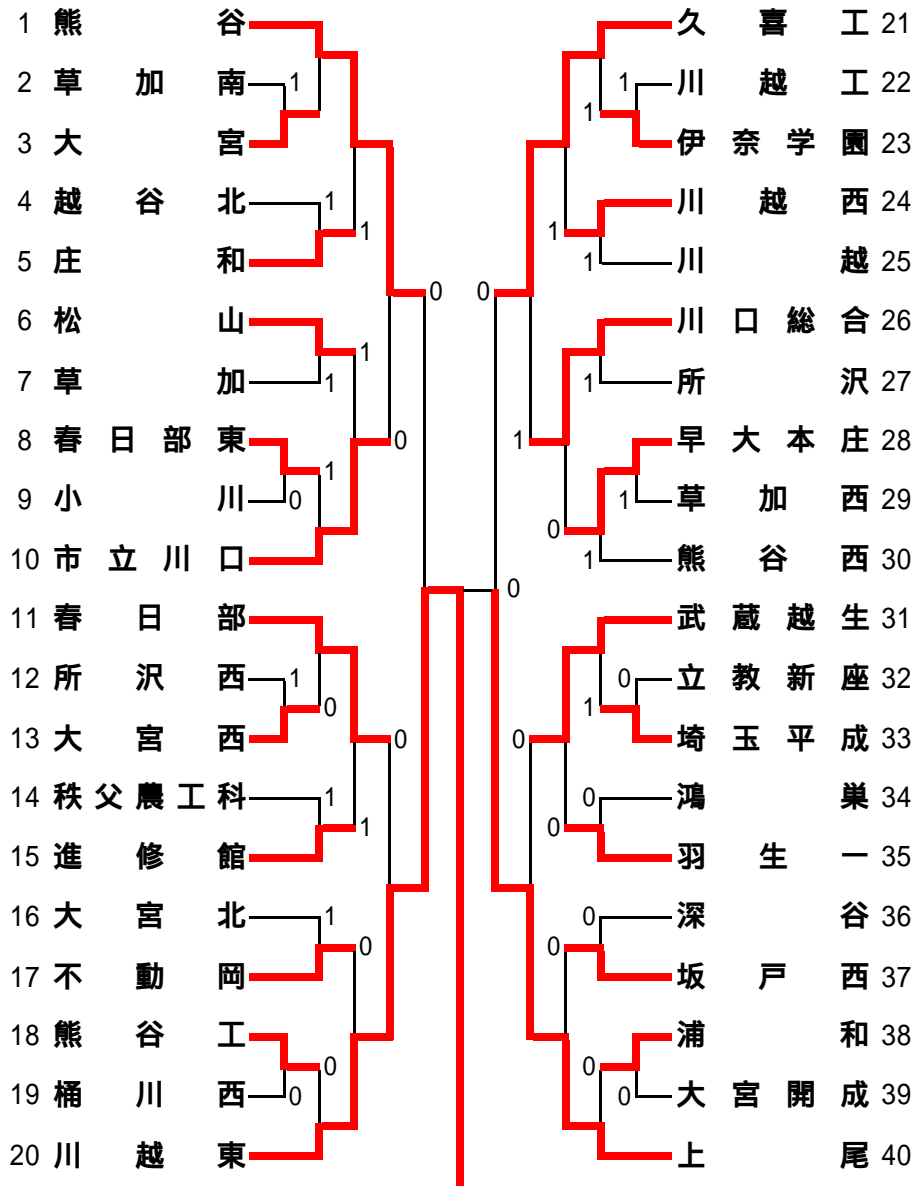 1 熊谷
久喜工 21
2 草加南 1
1 川越工 22
1
3 大宮
伊奈学園 23
4 越谷北 1
川越西 24
1
1
5 庄和
1 川越 25
0
0
6 松山
川口総合 26
1
7 草加 1
1 所沢 27
8 春日部東
0
1
早大本庄 28
1
9 小川 0
1 草加西 29
0
10 市立川口
1 熊谷西 30
0
11 春日部
武蔵越生 31
12 所沢西 1
0 立教新座 32
0
1
13 大宮西
0
0
埼玉平成 33
14 秩父農工科 1
0 鴻巣 34
1
0
15 進修館
羽生一 35
16 大宮北 1
0 深谷 36
0
0
17 不動岡
坂戸西 37
18 熊谷工
浦和 38
0
0
19 桶川西 0
0 大宮開成 39
20 川越東
上尾 40